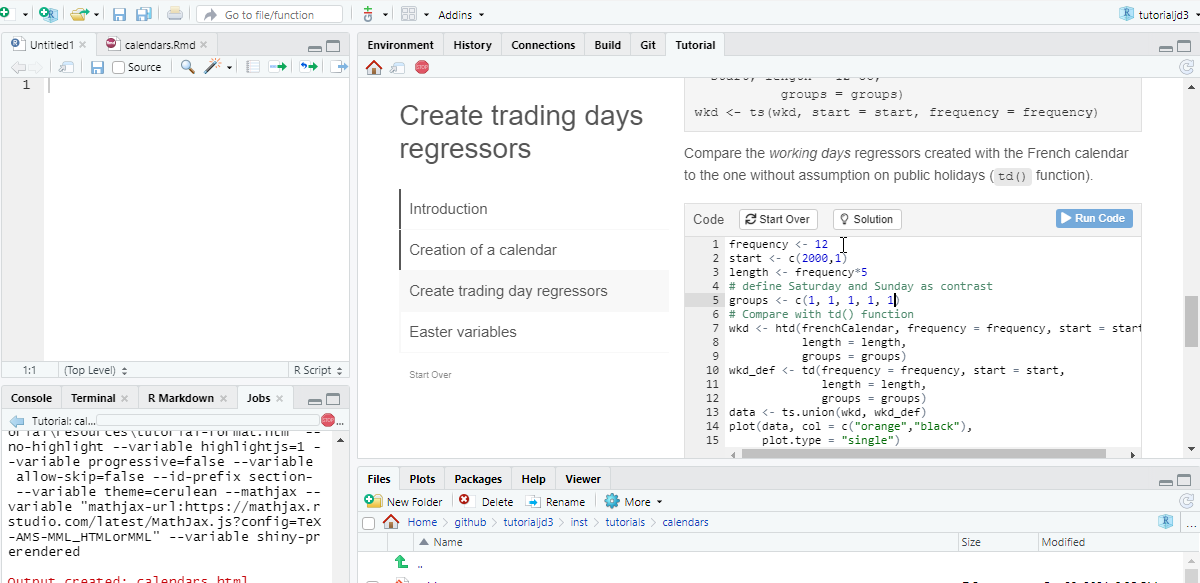 Go to file/function
Addins
tutorialjd3
Untitled1
calendars.Rmd
Source
1
1:1
(Top Level)
R Script
Console
Terminal
R Markdown
Jobs
Tutorial: cal...
STOP
orial\resources\tutorial-format.htm" --
no-highlight --variable highlightjs=1 -
-variable progressive=false --variable
allow-skip=false --id-prefix section-
--variable theme=cerulean --mathjax --
variable "mathjax-url:https://mathjax.r
studio.com/latest/MathJax.js?config=TeX
-AMS-MML_HTMLorMML" --variable shiny-pr
erendered
Output created: calendars.html
Environment
History
Connections
Build
Git
Tutorial
STOP
Create trading days
regressors
Introduction
Creation of a calendar
Create trading day regressors
Easter variables
Start Over
groups = groups)
wkd <- ts(wkd, start = start, frequency = frequency)
Compare the working days regressors created with the French calendar
to the one without assumption on public holidays ( td() function).
Code
Start Over
Solution
Run Code
1 frequency <- 12
2 start <- c(2000,1)
3 length <- frequency*5
4 # define Saturday and Sunday as contrast
5 groups <- c(1, 1, 1, 1, 1)
6 # Compare with td() function
7 wkd <- htd(frenchCalendar, frequency = frequency, start = start
8 length = length,
9 groups = groups)
10 wkd_def <- td(frequency = frequency, start = start,
11 length = length,
12 groups = groups)
13 data <- ts.union(wkd, wkd_def)
14 plot(data, col = c("orange","black"),
15 plot.type = "single")
Files
Plots
Packages
Help
Viewer
New Folder
Delete
Rename
More
Home
github
tutorialjd3
inst
tutorials
calendars
...
Name
Size
Modified
..